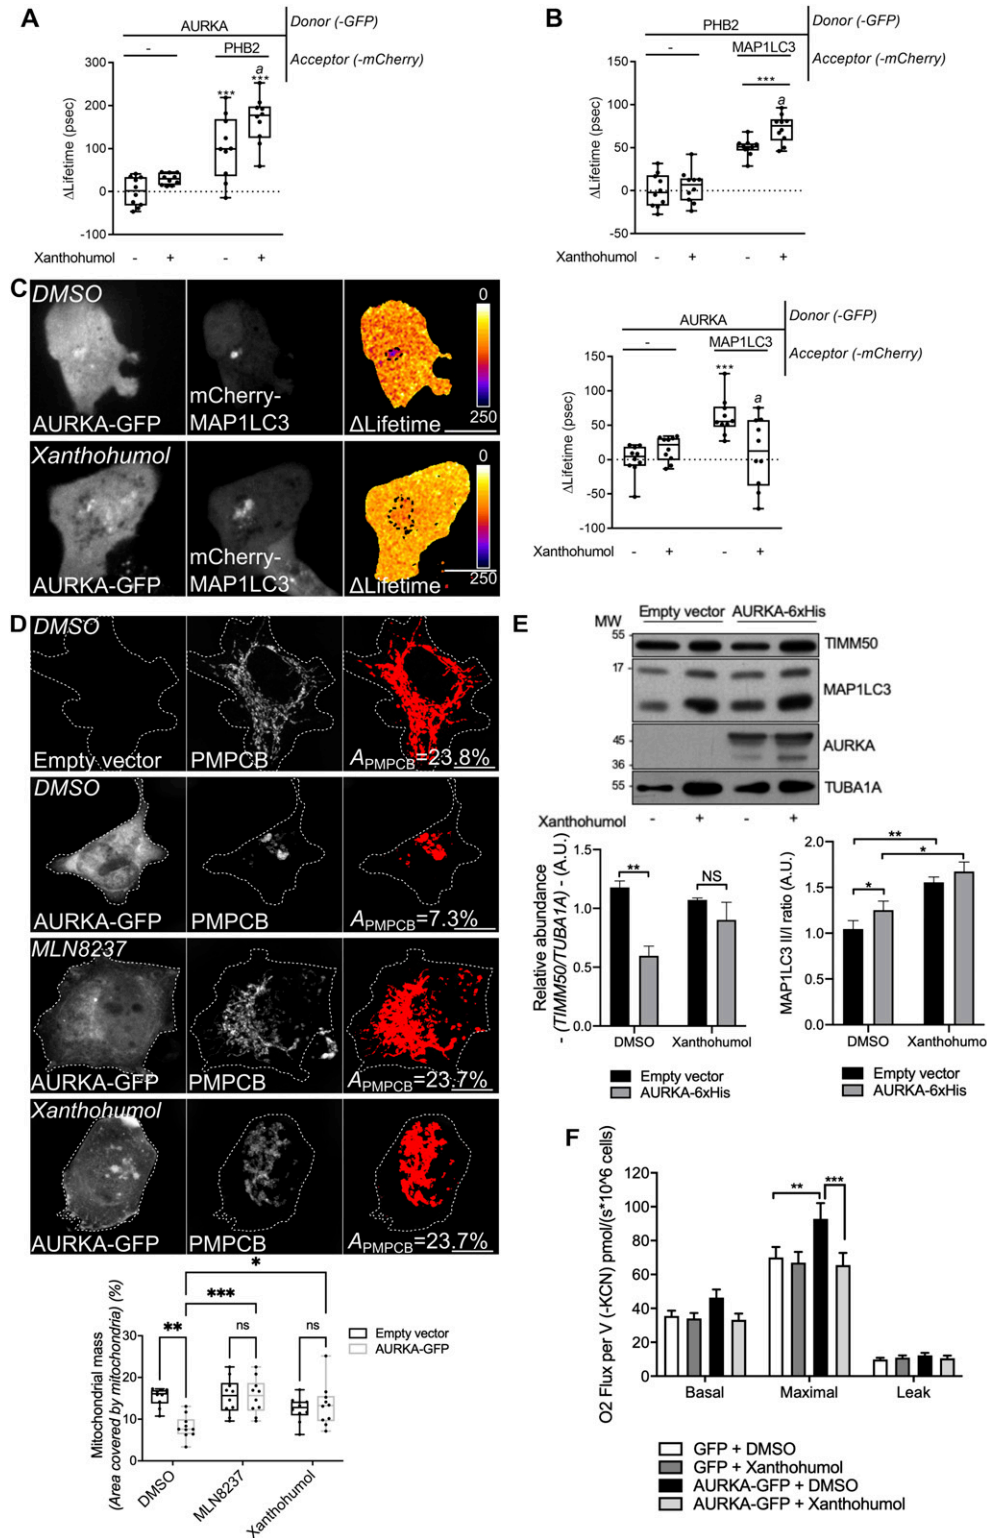 A
AURKA
Donor (-GFP)
-
PHB2
Acceptor (-mCherry)
ΔLifetime (psec)
300
200
100
0
-100
***
a
***
Xanthohumol - + - +
B
PHB2
Donor (-GFP)
-
MAP1LC3
Acceptor (-mCherry)
ΔLifetime (psec)
150
100
50
0
-50
***
a
Xanthohumol - + - +
C
DMSO
AURKA-GFP
mCherry-
MAP1LC3
0
250
ΔLifetime
Xanthohumol
AURKA-GFP
mCherry-
MAP1LC3
0
250
ΔLifetime
AURKA
Donor (-GFP)
-
MAP1LC3
Acceptor (-mCherry)
ΔLifetime (psec)
150
100
50
0
-50
-100
***
a
Xanthohumol - + - +
D
DMSO
Empty vector
PMPCB
APMPCB=23.8%
DMSO
AURKA-GFP
PMPCB
APMPCB=7.3%
MLN8237
AURKA-GFP
PMPCB
APMPCB=23.7%
Xanthohumol
AURKA-GFP
PMPCB
APMPCB=23.7%
Mitochondrial mass
(Area covered by mitochondria) (%)
30
20
10
0
*
***
**
ns
ns
Empty vector
AURKA-GFP
DMSO
MLN8237
Xanthohumol
E
Empty vector AURKA-6xHis
MW
55
TIMM50
17
MAP1LC3
45
AURKA
36
55
TUBA1A
Xanthohumol - + - +
Relative abundance
- (TIMM50/TUBA1A) - (A.U.)
1.5
1.0
0.5
0.0
**
NS
DMSO Xanthohumol
Empty vector
AURKA-6xHis
MAP1LC3 II/I ratio (A.U.)
2.0
1.5
1.0
0.5
0.0
**
*
*
DMSO Xanthohumo
Empty vector
AURKA-6xHis
F
O2 Flux per V (-KCN) pmol/(s*10^6 cells)
120
100
80
60
40
20
0
**
***
Basal Maximal Leak
GFP + DMSO
GFP + Xanthohumol
AURKA-GFP + DMSO
AURKA-GFP + Xanthohumol